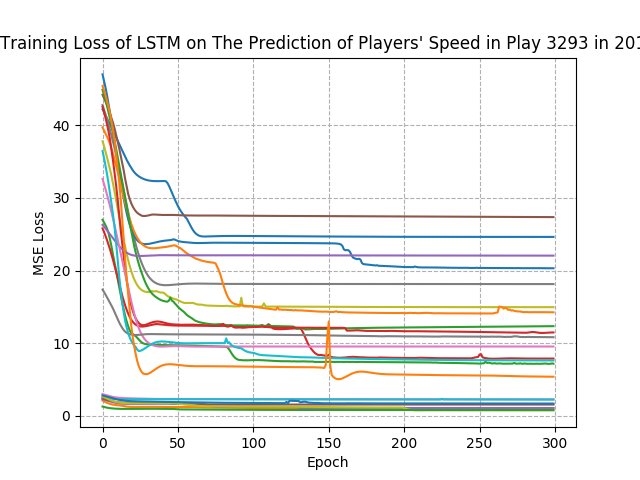 Training Loss of LSTM on The Prediction of Players' Speed in Play 3293 in 201
MSE Loss
40
30
20
10
0
0 50 100 150 200 250 300
Epoch